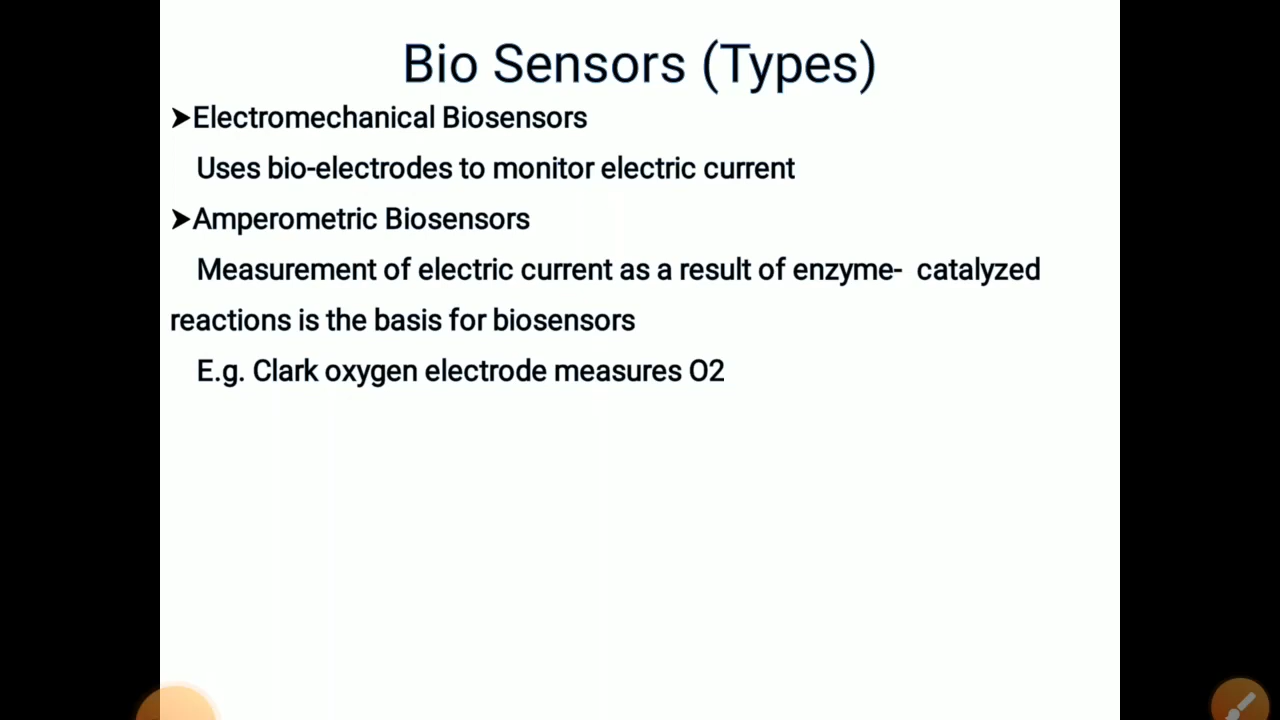 Bio Sensors (Types)
➤Electromechanical Biosensors
Uses bio-electrodes to monitor electric current
➤Amperometric Biosensors
Measurement of electric current as a result of enzyme- catalyzed
reactions is the basis for biosensors
E.g. Clark oxygen electrode measures O2